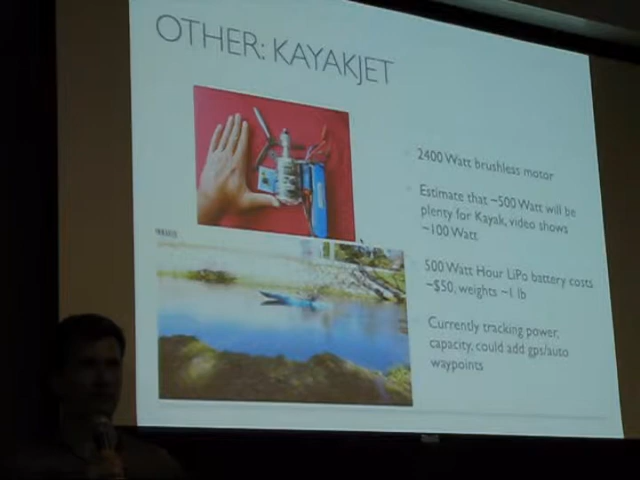 OTHER: KAYAKJET
2400 Watt brushless motor
Estimate that ~500 Watt will be
plenty for Kayak, video shows
~100 Watt
500 Watt Hour LiPo battery costs
~$50, weights ~1 lb
Currently tracking power,
capacity, could add gps/auto
waypoints